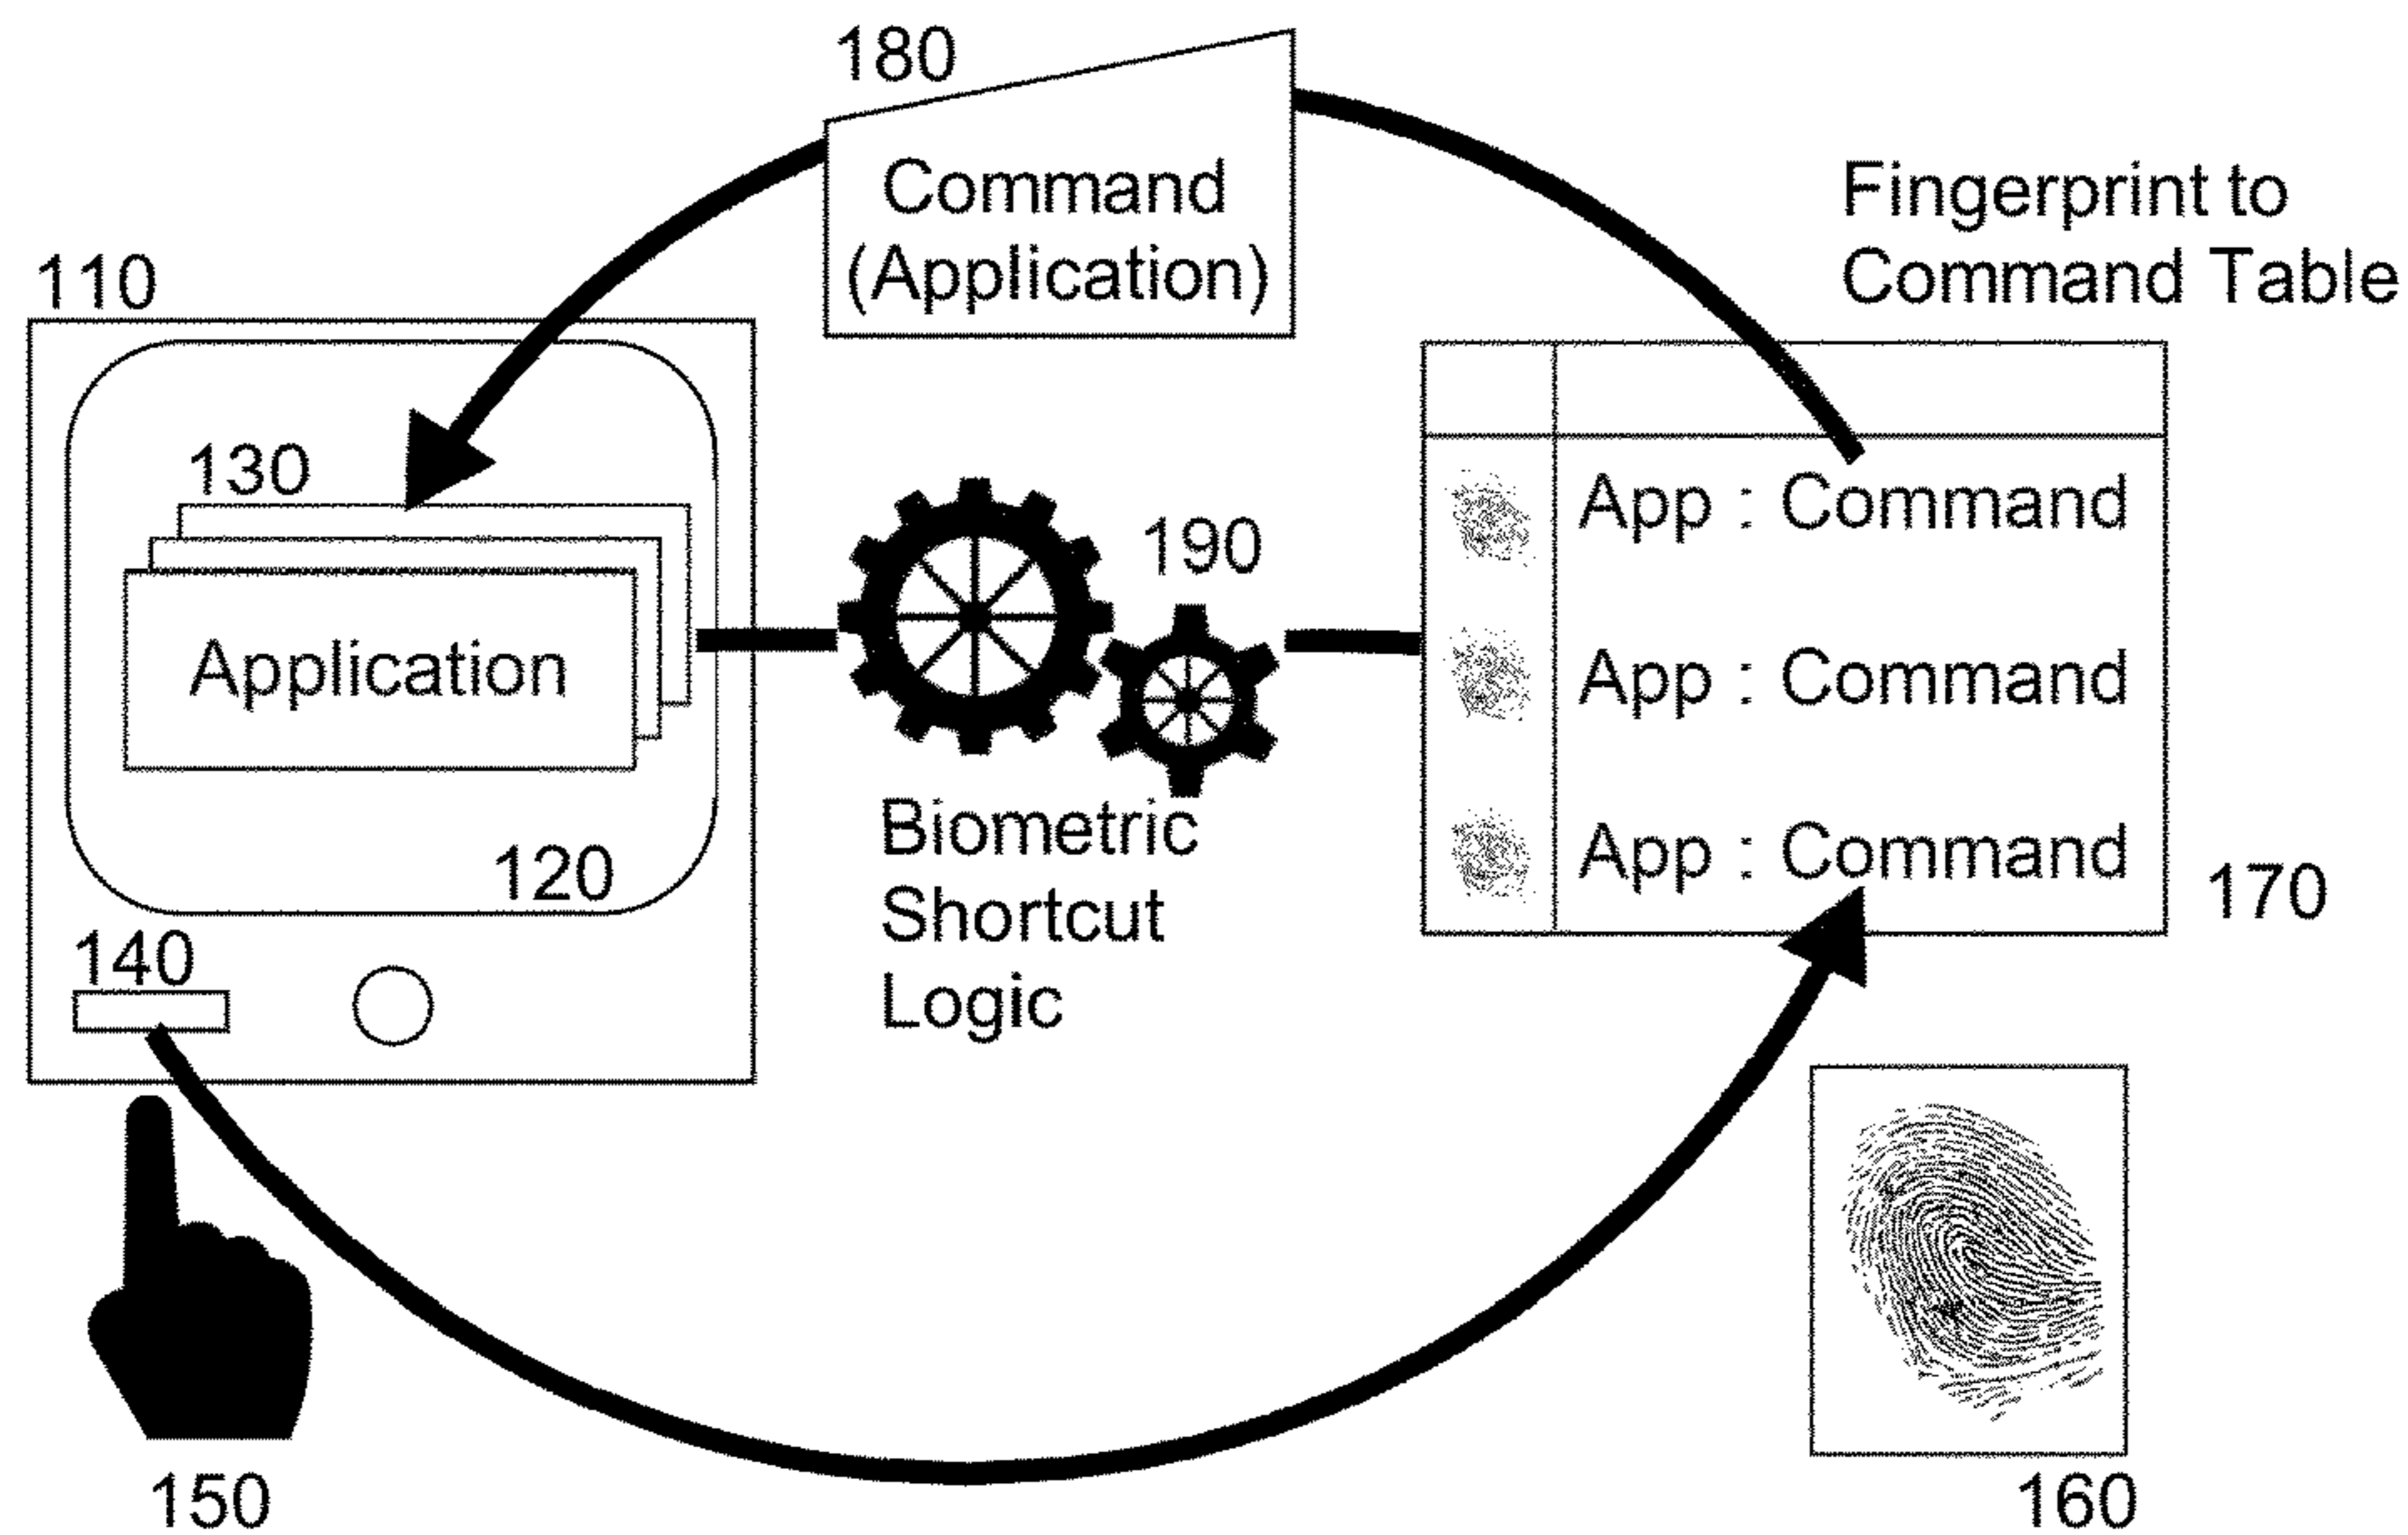 180
Command
(Application)
Fingerprint to
Command Table
110
130
Application
120
140
190
Biometric
Shortcut
Logic
App : Command
App : Command
App : Command
170
150
160